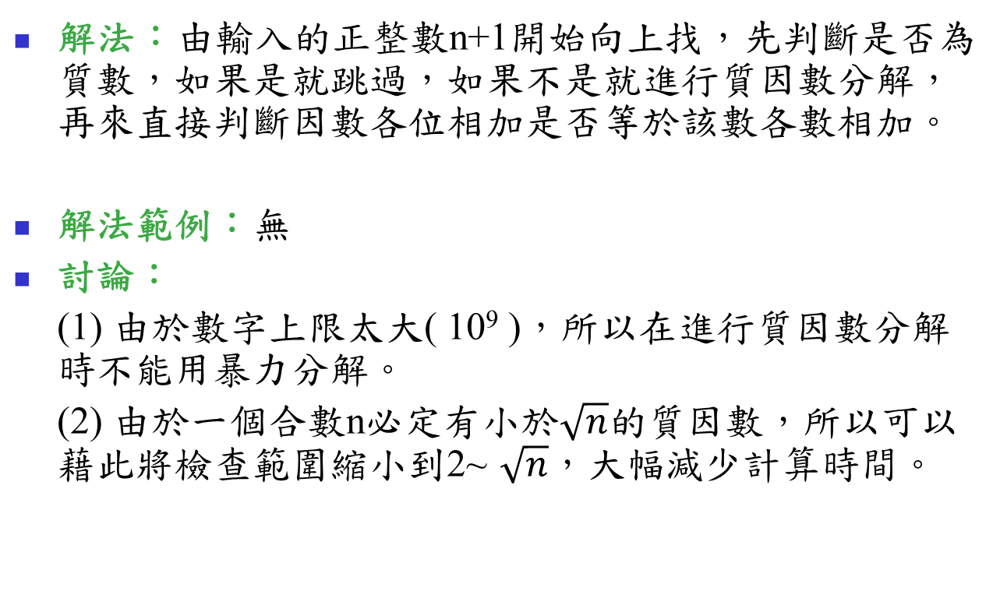 ■ 解法：由輸入的正整數n+1開始向上找，先判斷是否為
質數，如果是就跳過，如果不是就進行質因數分解，
再來直接判斷因數各位相加是否等於該數各數相加。
■ 解法範例：無
■ 討論：
(1) 由於數字上限太大( 10⁹ )，所以在進行質因數分解
時不能用暴力分解。
(2) 由於一個合數n必定有小於√n的質因數，所以可以
藉此將檢查範圍縮小到2~ √n，大幅減少計算時間。